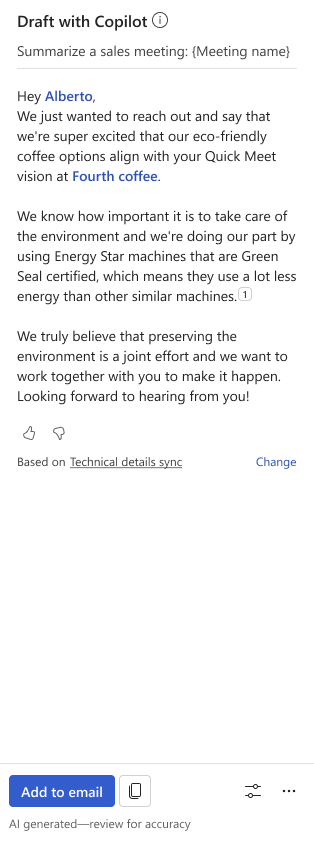 Draft with Copilot
Summarize a sales meeting: {Meeting name}
Hey Alberto,
We just wanted to reach out and say that
we're super excited that our eco-friendly
coffee options align with your Quick Meet
vision at Fourth coffee.
We know how important it is to take care of
the environment and we're doing our part by
using Energy Star machines that are Green
Seal certified, which means they use a lot less
energy than other similar machines. 1
We truly believe that preserving the
environment is a joint effort and we want to
work together with you to make it happen.
Looking forward to hearing from you!
Based on Technical details sync Change
Add to email
AI generated—review for accuracy